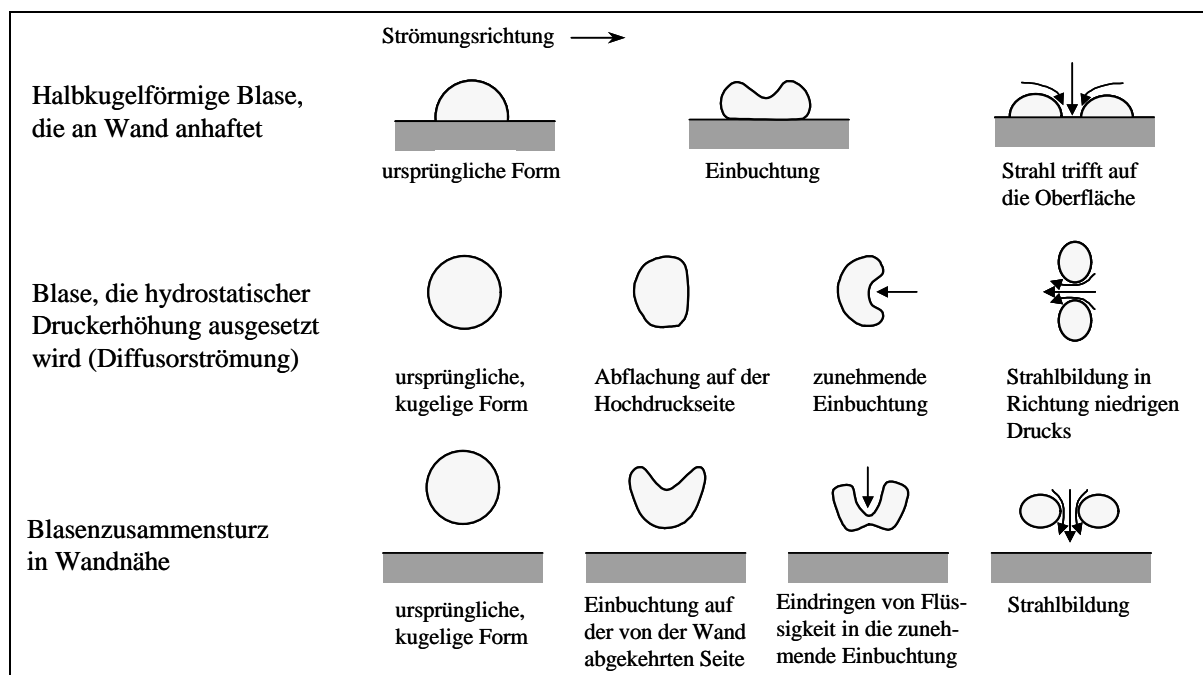 Strömungsrichtung
Halbkugelförmige Blase,
die an Wand anhaftet
ursprüngliche Form
Einbuchtung
Strahl trifft auf
die Oberfläche
Blase, die hydrostatischer
Druckerhöhung ausgesetzt
wird (Diffusorströmung)
ursprüngliche,
kugelige Form
Abflachung auf der
Hochdruckseite
zunehmende
Einbuchtung
Strahlbildung in
Richtung niedrigen
Drucks
Blasenzusammensturz
in Wandnähe
ursprüngliche,
kugelige Form
Einbuchtung auf
der von der Wand
abgekehrten Seite
Eindringen von Flüs-
sigkeit in die zuneh-
mende Einbuchtung
Strahlbildung